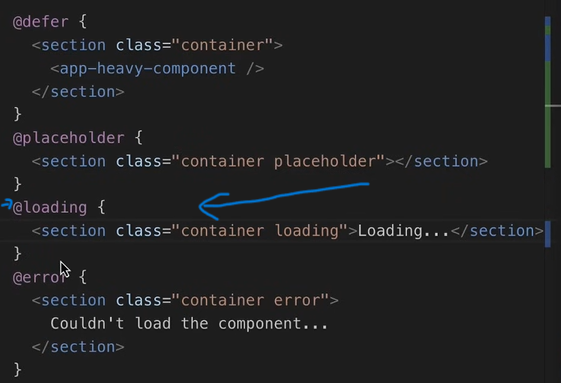 @defer {
<section class="container">
<app-heavy-component />
</section>
}
@placeholder {
<section class="container placeholder"></section>
}
@loading {
<section class="container loading">Loading...</section>
}
@error {
<section class="container error">
Couldn't load the component...
</section>
}